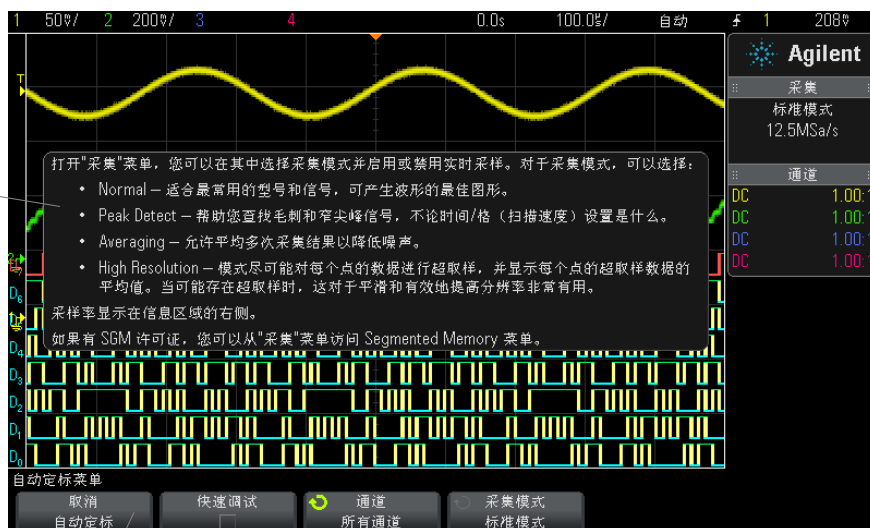 1 50V/ 2 200V/ 3 4 0.0s 100.0s/ 自动 1 208V
T
Agilent
采集
标准模式
12.5MSa/s
通道
DC 1.00:
DC 1.00:
DC 1.00:
DC 1.00:
打开"采集"菜单，您可以在其中选择采集模式并启用或禁用实时采样。对于采集模式，可以选择：
• Normal – 适合最常用的型号和信号，可产生波形的最佳图形。
• Peak Detect – 帮助您查找毛刺和窄尖峰信号，不论时间/格（扫描速度）设置是什么。
• Averaging – 允许平均多次采集结果以降低噪声。
• High Resolution – 模式尽可能对每个点的数据进行超取样，并显示每个点的超取样数据的
平均值。当可能存在超取样时，这对于平滑和有效地提高分辨率非常有用。
采样率显示在信息区域的右侧。
如果有 SGM 许可证，您可以从"采集"菜单访问 Segmented Memory 菜单。
D6
D4
D3
D2
D1
D0
自动定标菜单
取消
自动定标
快速调试
通道
所有通道
采集模式
标准模式